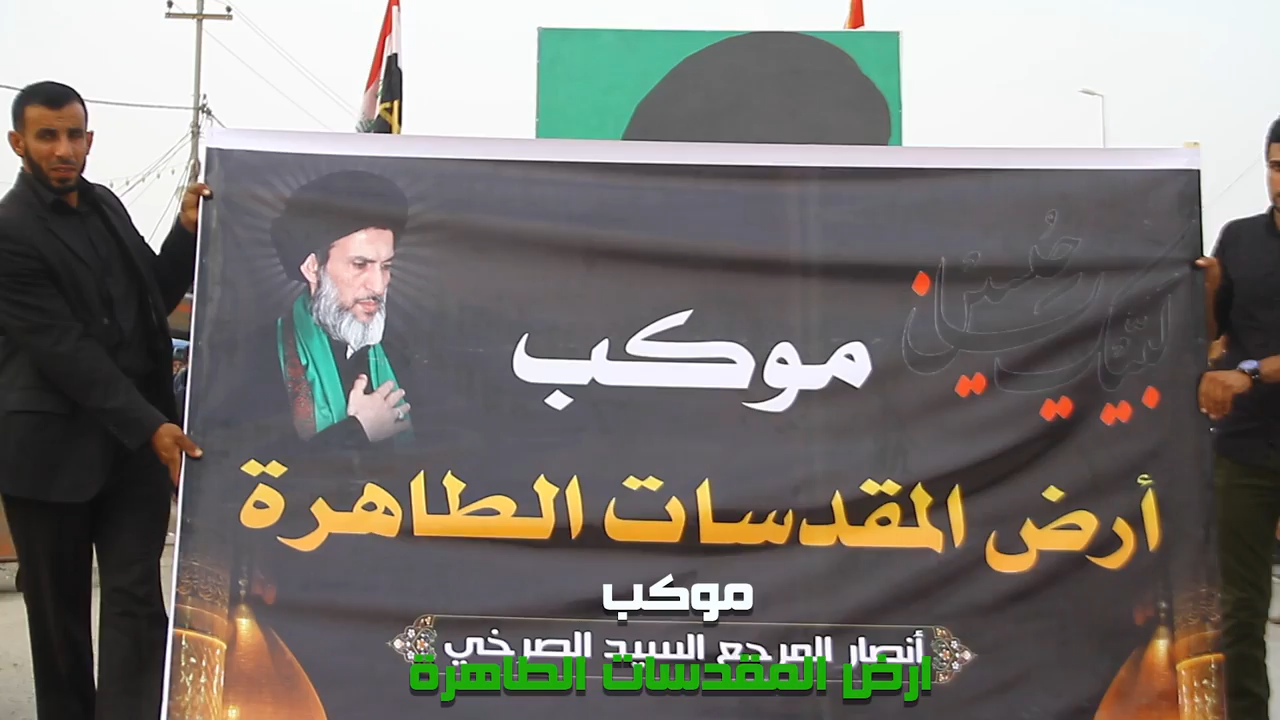 لبيك يا حسين
موكب
أرض المقدسات الطاهرة
موكب
أنصار المرجع السيد الصرخي
ارض المقدسات الطاهرة